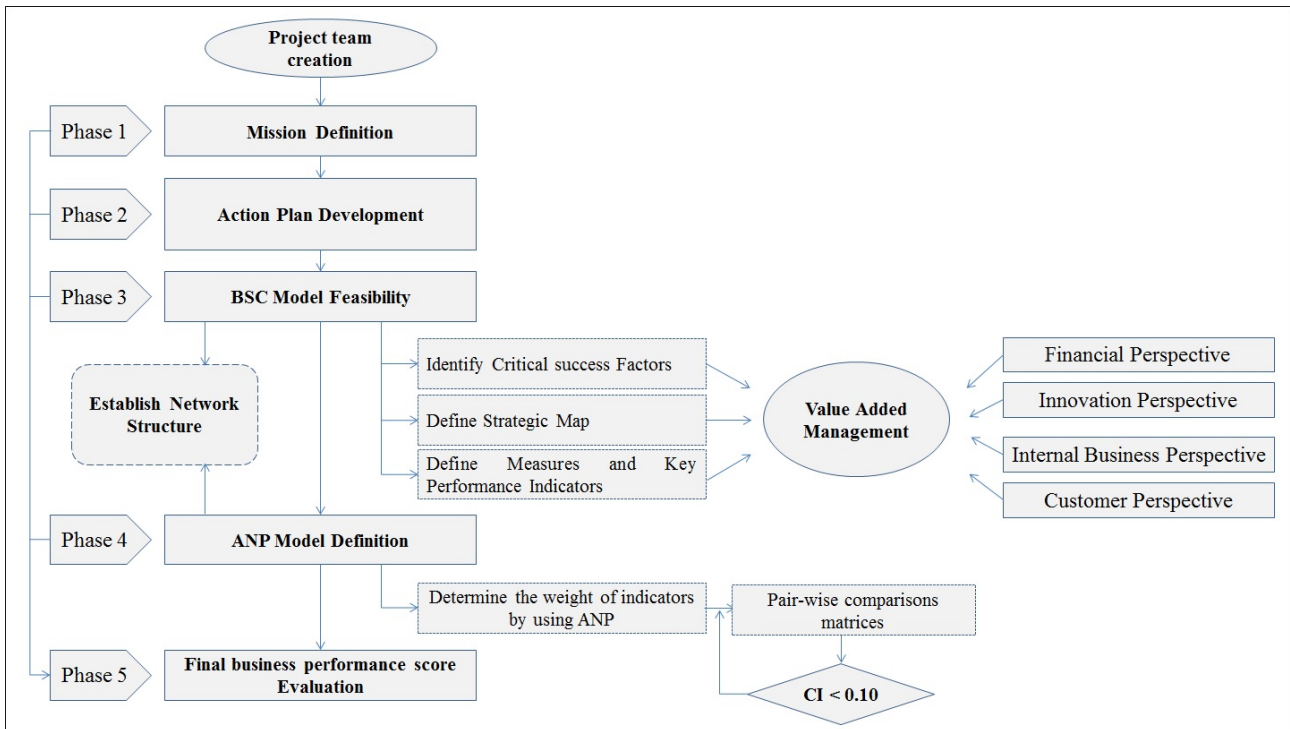 Project team
creation
Phase 1
Mission Definition
Phase 2
Action Plan Development
Phase 3
BSC Model Feasibility
Identify Critical success Factors
Define Strategic Map
Define Measures and Key
Performance Indicators
Establish Network
Structure
Value Added
Management
Financial Perspective
Innovation Perspective
Internal Business Perspective
Customer Perspective
Phase 4
ANP Model Definition
Determine the weight of indicators
by using ANP
Pair-wise comparisons
matrices
CI < 0.10
Phase 5
Final business performance score
Evaluation